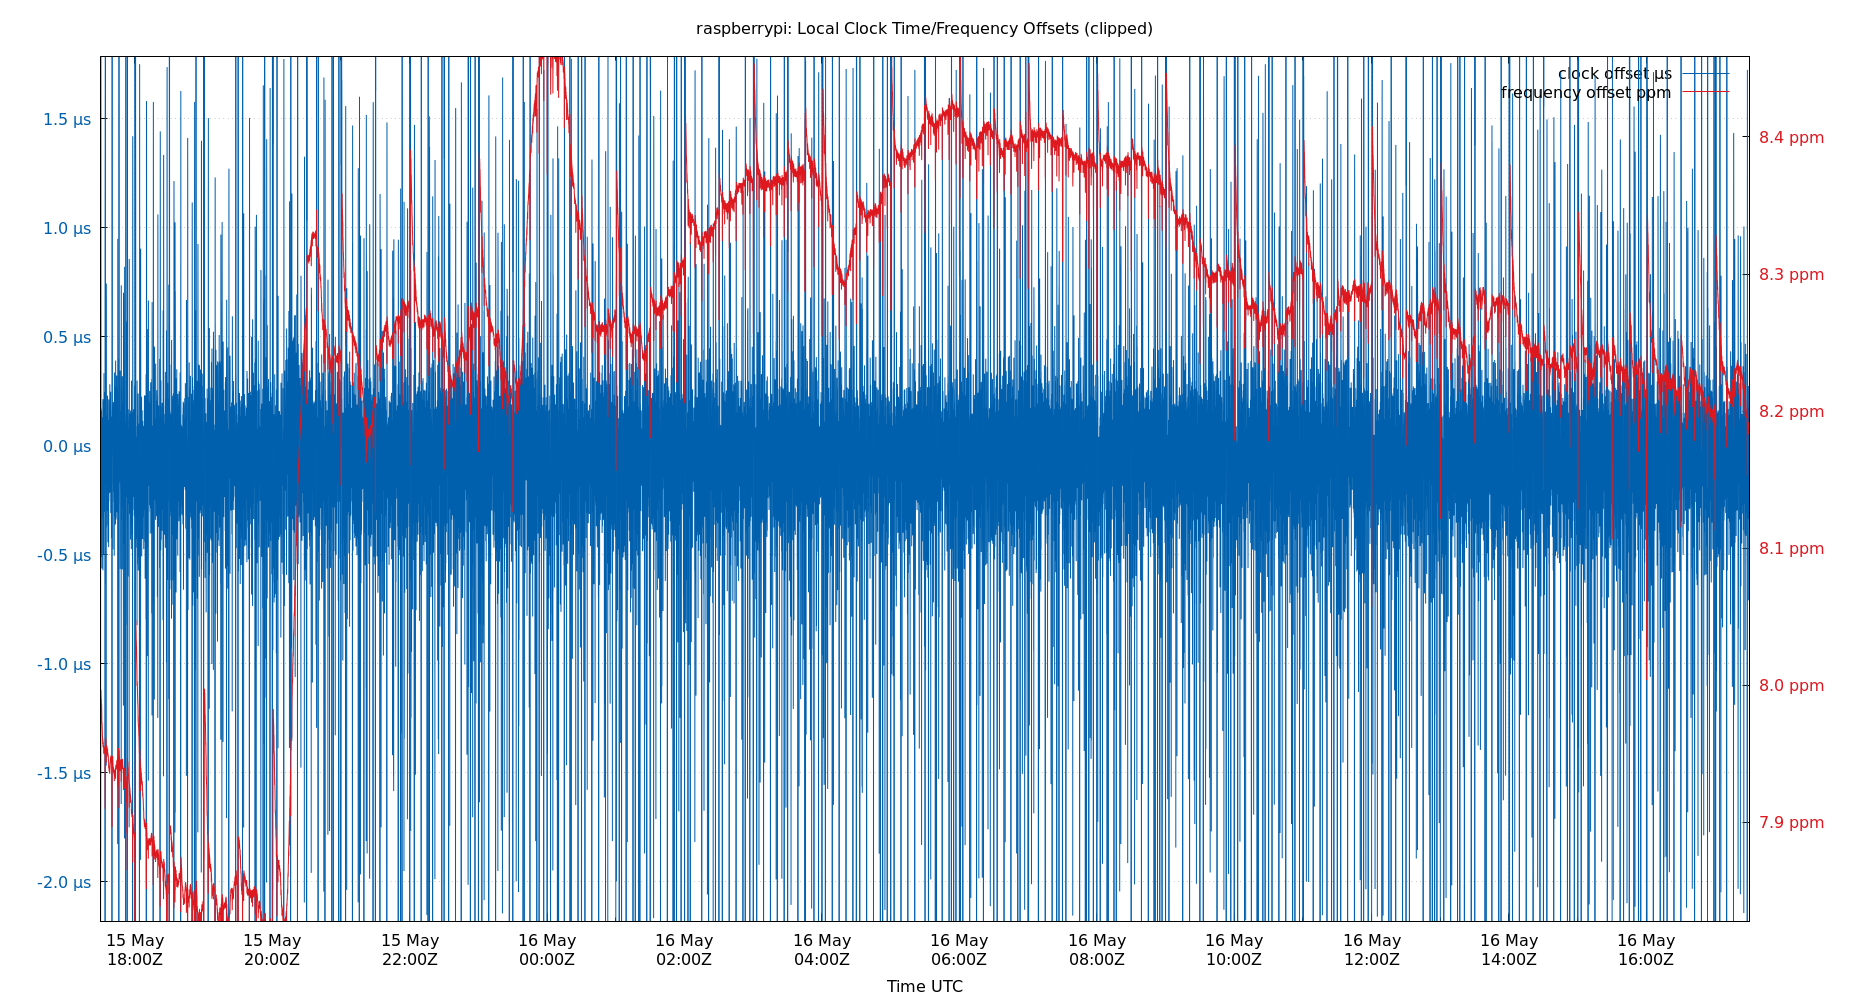 raspberrypi: Local Clock Time/Frequency Offsets (clipped)
clock offset µs
frequency offset ppm
1.5 µs
1.0 µs
0.5 µs
0.0 µs
-0.5 µs
-1.0 µs
-1.5 µs
-2.0 µs
8.4 ppm
8.3 ppm
8.2 ppm
8.1 ppm
8.0 ppm
7.9 ppm
15 May
18:00Z
15 May
20:00Z
15 May
22:00Z
16 May
00:00Z
16 May
02:00Z
16 May
04:00Z
16 May
06:00Z
16 May
08:00Z
16 May
10:00Z
16 May
12:00Z
16 May
14:00Z
16 May
16:00Z
Time UTC